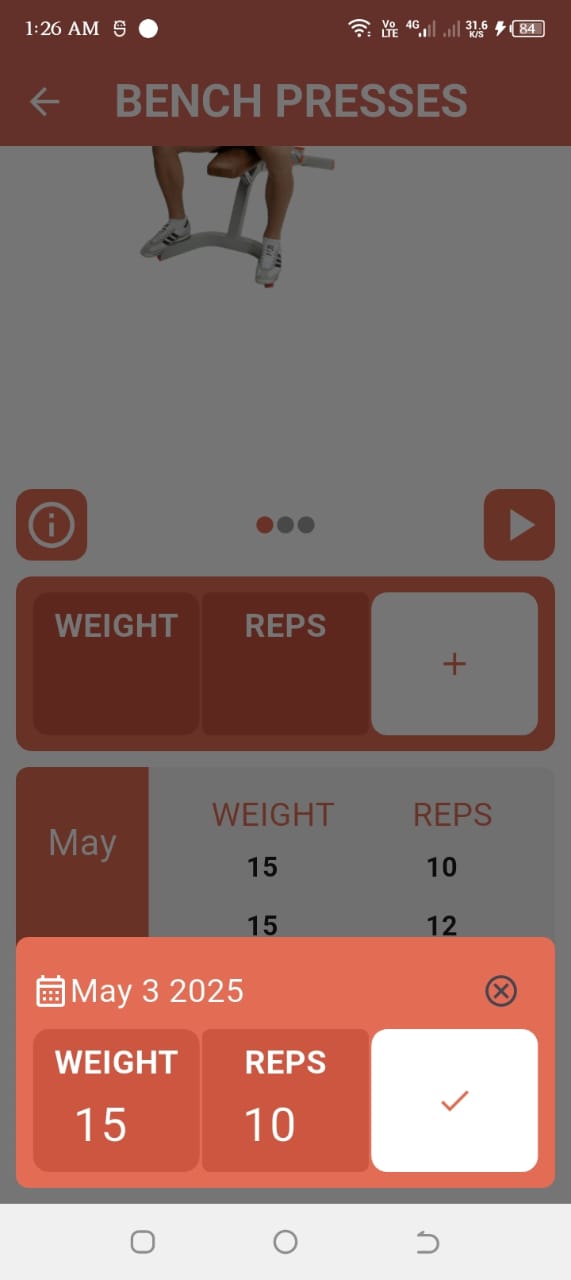 1:26 AM Vo LTE 4G 31.6 K/S 84
BENCH PRESSES
WEIGHT REPS +
May WEIGHT REPS
15 10
15 12
May 3 2025
WEIGHT REPS
15 10